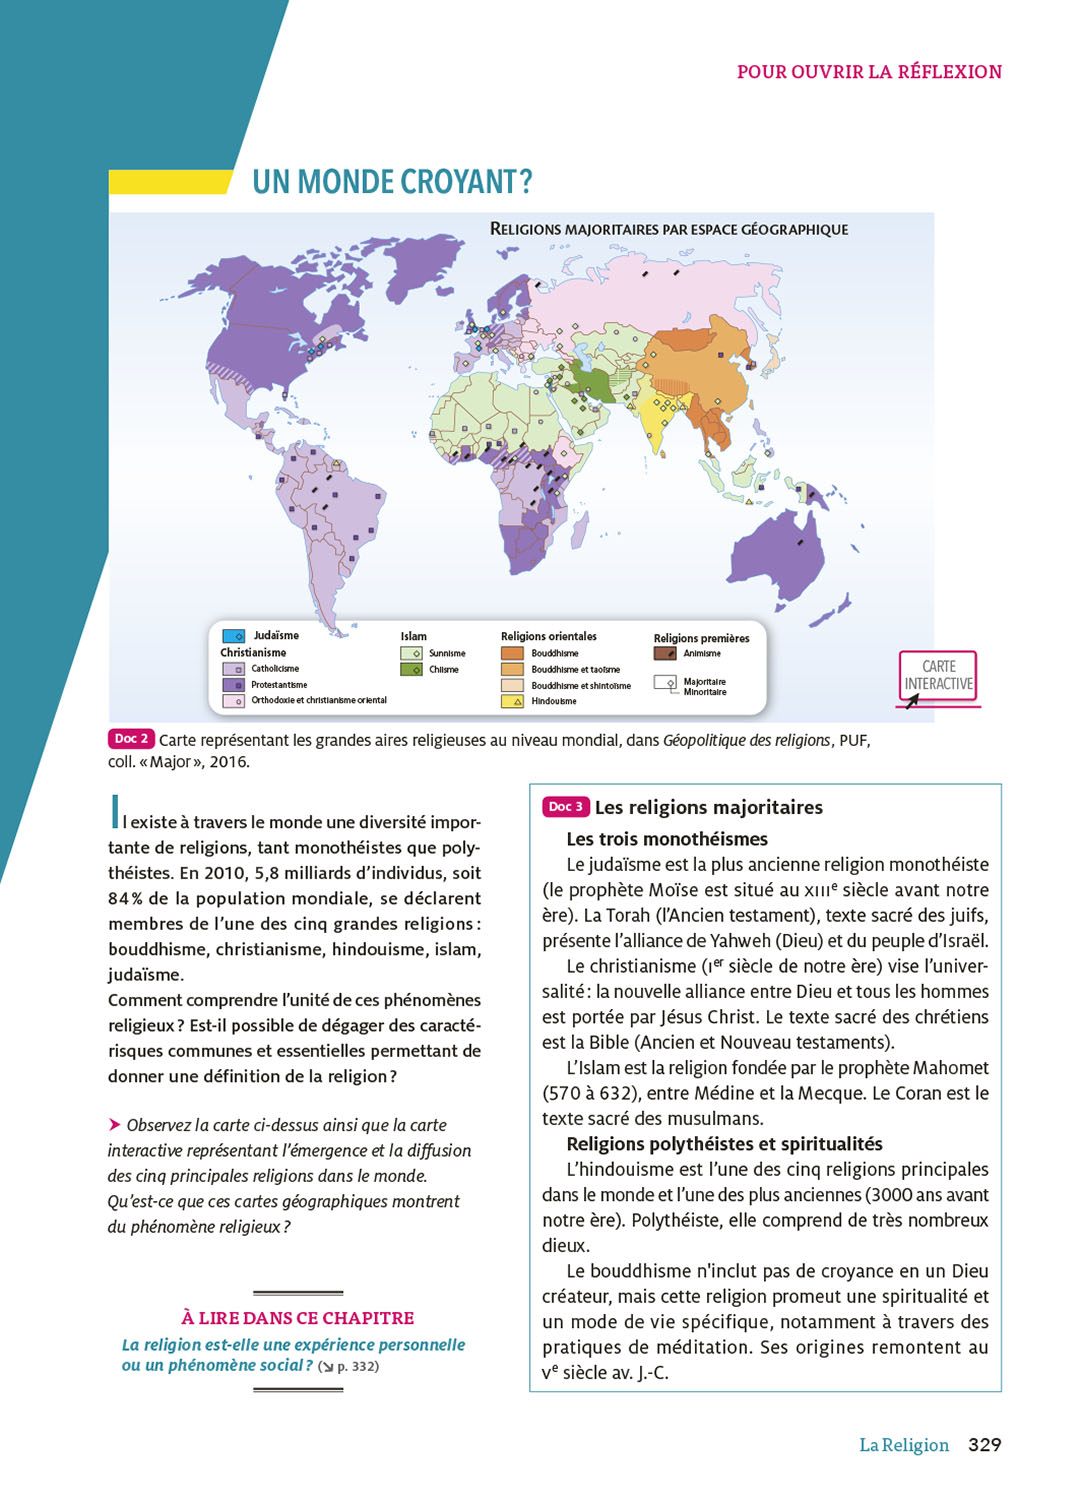 POUR OUVRIR LA RÉFLEXION
UN MONDE CROYANT ?
RELIGIONS MAJORITAIRES PAR ESPACE GÉOGRAPHIQUE
Judaïsme
Christianisme
Catholicisme
Protestantisme
Orthodoxie et christianisme oriental
Islam
Sunnisme
Chiisme
Religions orientales
Bouddhisme
Bouddhisme et taoïsme
Bouddhisme et shintoïsme
Hindouisme
Religions premières
Animisme
Majoritaire
Minoritaire
CARTE
INTERACTIVE
Doc 2 Carte représentant les grandes aires religieuses au niveau mondial, dans Géopolitique des religions, PUF,
coll. « Major », 2016.
Il existe à travers le monde une diversité impor-
tante de religions, tant monothéistes que poly-
théistes. En 2010, 5,8 milliards d’individus, soit
84 % de la population mondiale, se déclarent
membres de l’une des cinq grandes religions :
bouddhisme, christianisme, hindouisme, islam,
judaïsme.
Comment comprendre l’unité de ces phénomènes
religieux ? Est-il possible de dégager des caracté-
risques communes et essentielles permettant de
donner une définition de la religion ?
➤ Observez la carte ci-dessus ainsi que la carte
interactive représentant l’émergence et la diffusion
des cinq principales religions dans le monde.
Qu’est-ce que ces cartes géographiques montrent
du phénomène religieux ?
À LIRE DANS CE CHAPITRE
La religion est-elle une expérience personnelle
ou un phénomène social ? (↘ p. 332)
Doc 3 Les religions majoritaires
Les trois monothéismes
Le judaïsme est la plus ancienne religion monothéiste
(le prophète Moïse est situé au XIIIe siècle avant notre
ère). La Torah (l’Ancien testament), texte sacré des juifs,
présente l’alliance de Yahweh (Dieu) et du peuple d’Israël.
Le christianisme (Ier siècle de notre ère) vise l’univer-
salité : la nouvelle alliance entre Dieu et tous les hommes
est portée par Jésus Christ. Le texte sacré des chrétiens
est la Bible (Ancien et Nouveau testaments).
L’Islam est la religion fondée par le prophète Mahomet
(570 à 632), entre Médine et la Mecque. Le Coran est le
texte sacré des musulmans.
Religions polythéistes et spiritualités
L’hindouisme est l’une des cinq religions principales
dans le monde et l’une des plus anciennes (3000 ans avant
notre ère). Polythéiste, elle comprend de très nombreux
dieux.
Le bouddhisme n'inclut pas de croyance en un Dieu
créateur, mais cette religion promeut une spiritualité et
un mode de vie spécifique, notamment à travers des
pratiques de méditation. Ses origines remontent au
Ve siècle av. J.-C.
La Religion 329